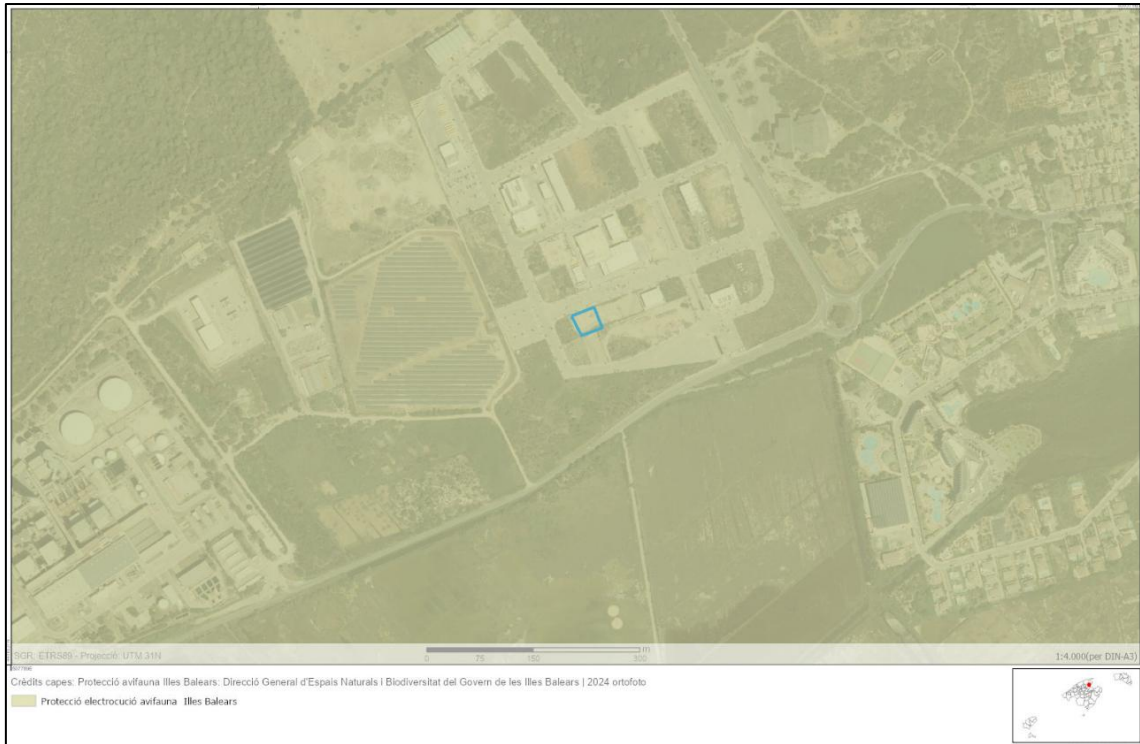 SGR: ETRS89 - Projecció: UTM 31N
0 75 150 300 m
1:4.000(per DIN-A3)
Crèdits capes: Protecció avifauna Illes Balears: Direcció General d'Espais Naturals i Biodiversitat del Govern de les Illes Balears | 2024 ortofoto
Protecció electrocució avifauna Illes Balears